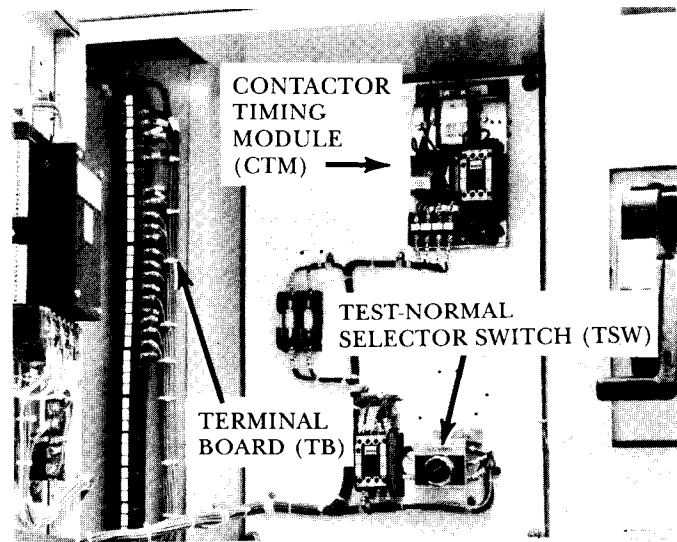 CONTACTOR
TIMING
MODULE
(CTM)
TEST-NORMAL
SELECTOR SWITCH (TSW)
TERMINAL
BOARD (TB)